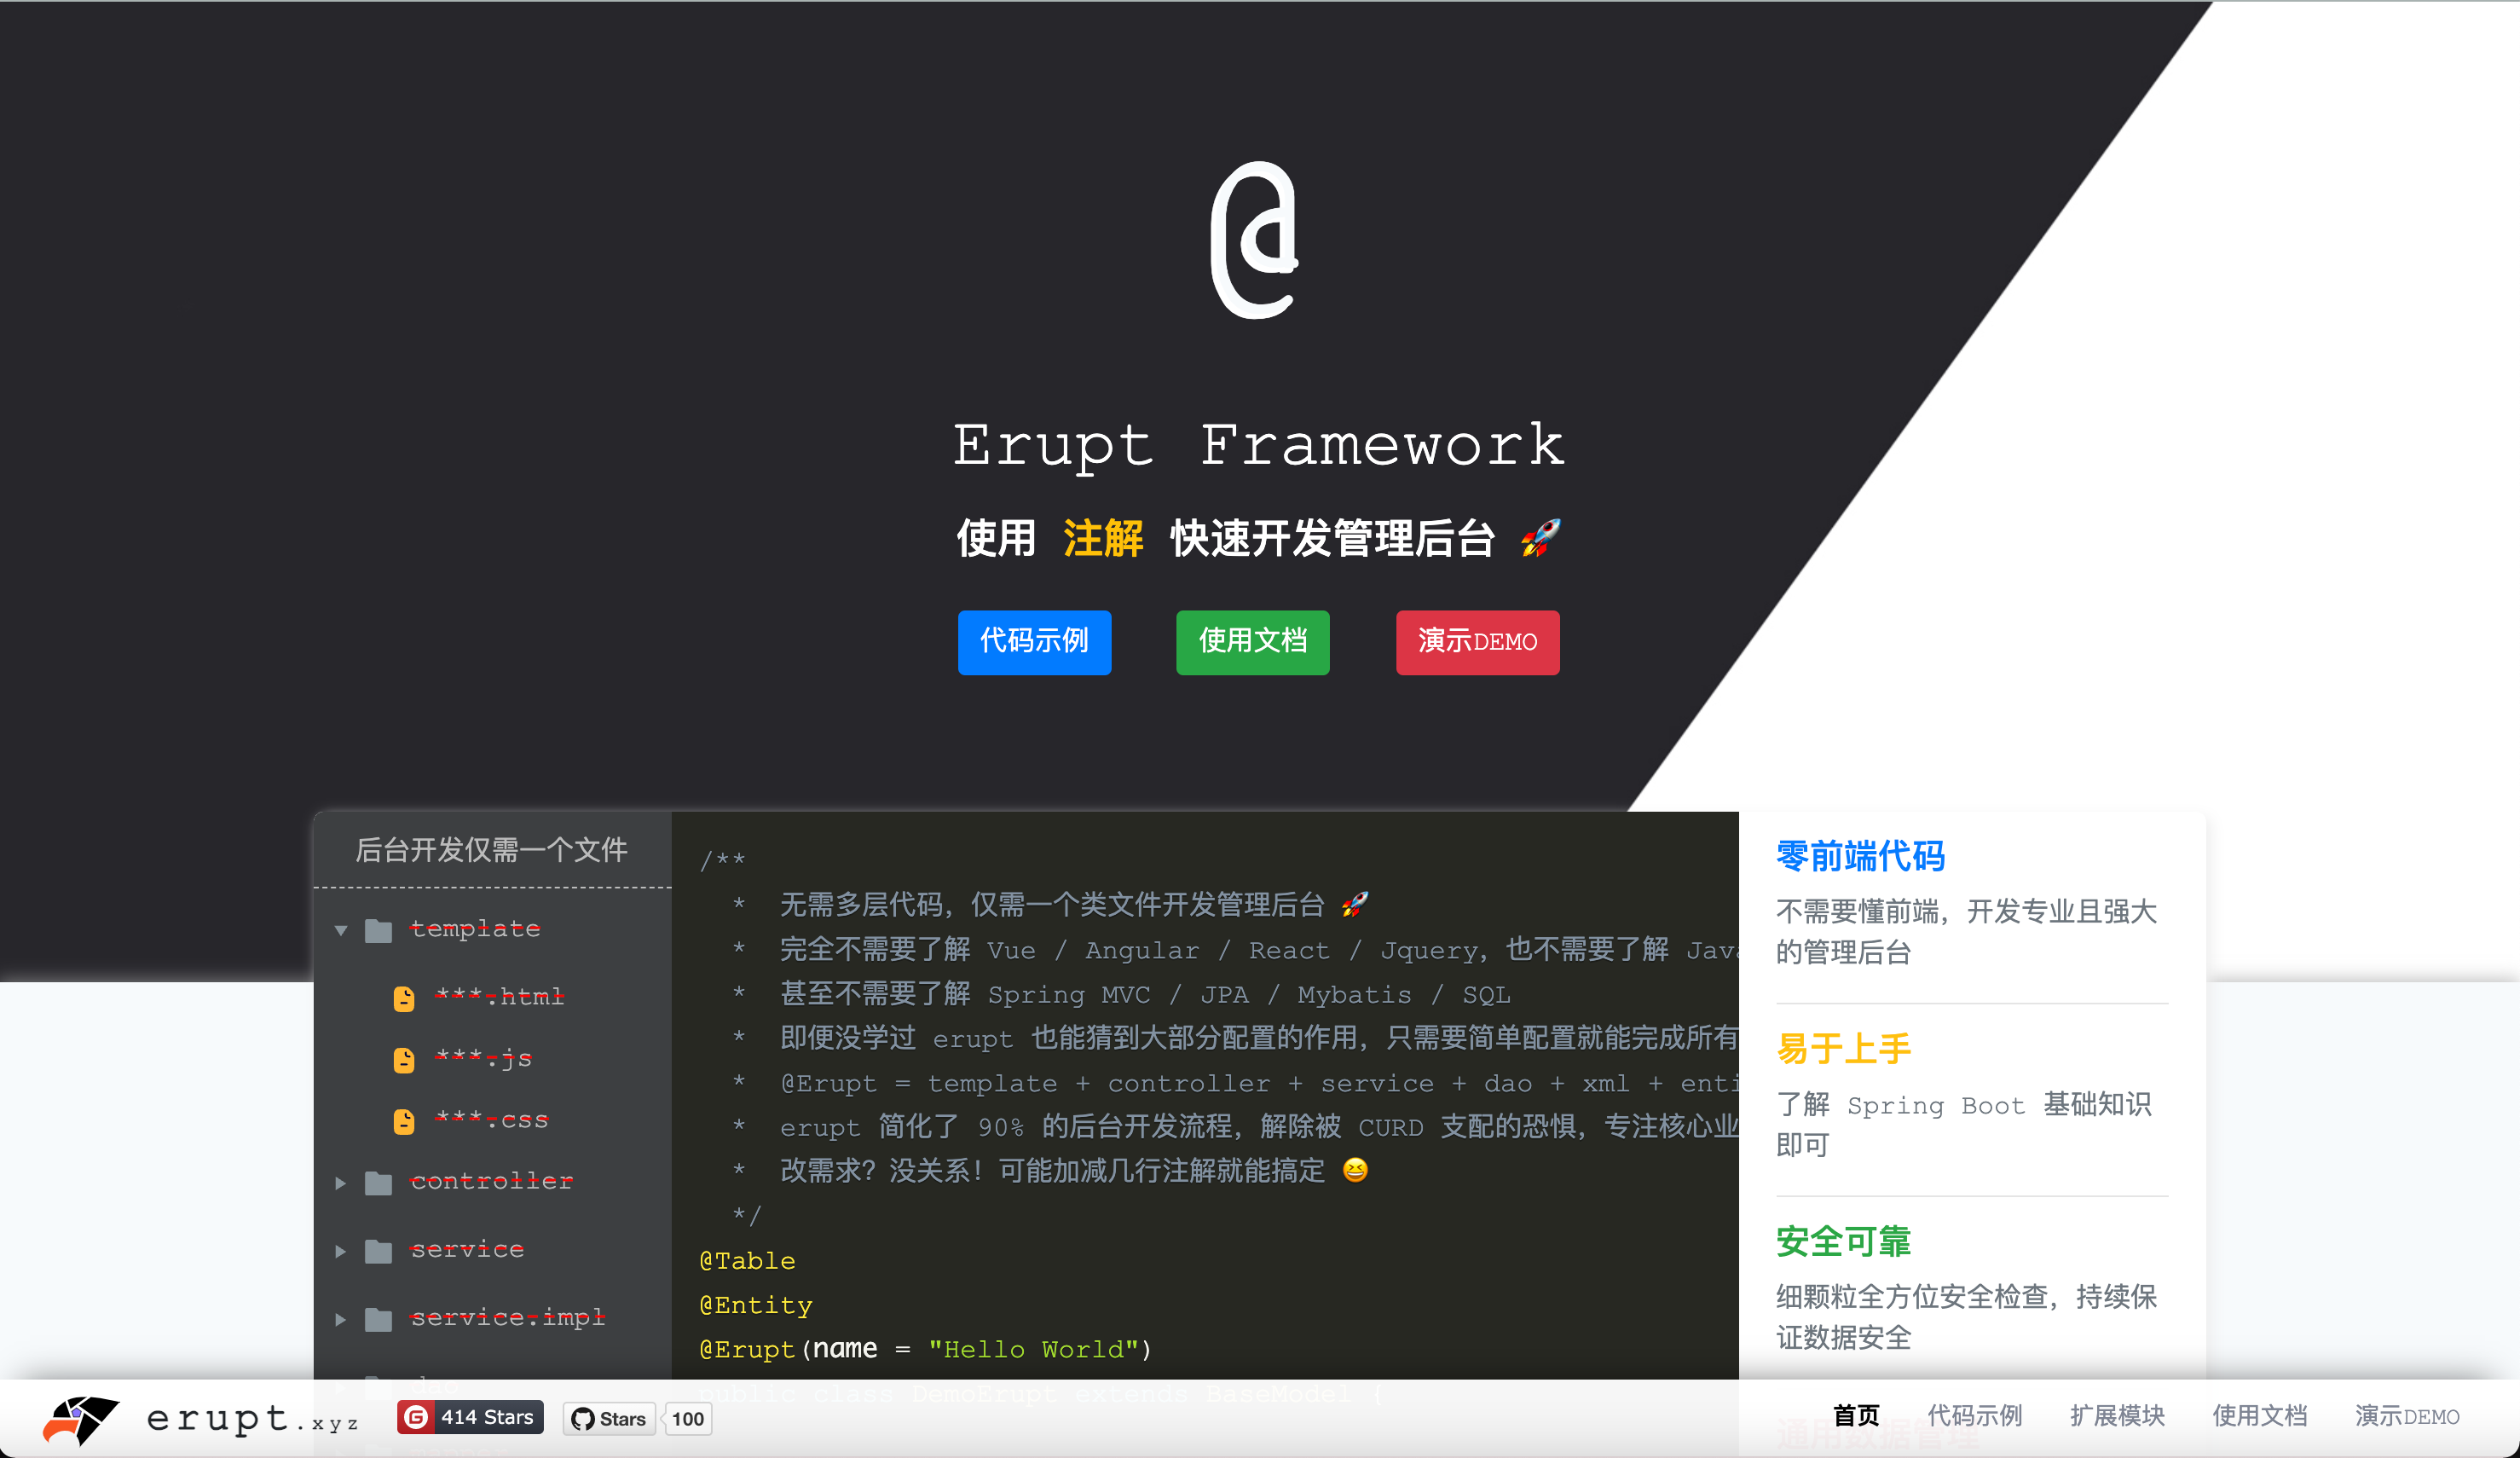 @
Erupt Framework
使用 注解 快速开发管理后台 🚀
代码示例
使用文档
演示DEMO
后台开发仅需一个文件
template
***.html
***.js
***.css
controller
service
service.impl
dao
/**
* 无需多层代码，仅需一个类文件开发管理后台 🚀
* 完全不需要了解 Vue / Angular / React / Jquery，也不需要了解 Java
* 甚至不需要了解 Spring MVC / JPA / Mybatis / SQL
* 即便没学过 erupt 也能猜到大部分配置的作用，只需要简单配置就能完成所有
* @Erupt = template + controller + service + dao + xml + enti
* erupt 简化了 90% 的后台开发流程，解除被 CURD 支配的恐惧，专注核心业
* 改需求？没关系！可能加减几行注解就能搞定 😆
*/
@Table
@Entity
@Erupt(name = "Hello World")
public class DemoErupt extends BaseModel {
零前端代码
不需要懂前端，开发专业且强大
的管理后台
易于上手
了解 Spring Boot 基础知识
即可
安全可靠
细颗粒全方位安全检查，持续保
证数据安全
通用数据管理
erupt.xyz
G 414 Stars
Stars 100
首页
代码示例
扩展模块
使用文档
演示DEMO